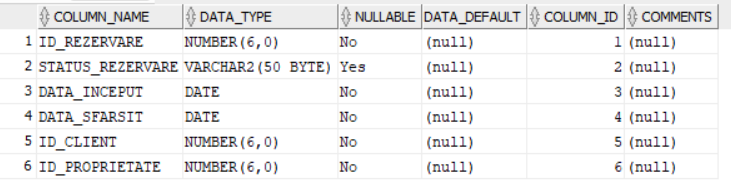 COLUMN_NAME DATA_TYPE NULLABLE DATA_DEFAULT COLUMN_ID COMMENTS
1 ID_REZERVARE NUMBER(6,0) No (null) 1 (null)
2 STATUS_REZERVARE VARCHAR2(50 BYTE) Yes (null) 2 (null)
3 DATA_INCEPUT DATE No (null) 3 (null)
4 DATA_SFARSIT DATE No (null) 4 (null)
5 ID_CLIENT NUMBER(6,0) No (null) 5 (null)
6 ID_PROPRIETATE NUMBER(6,0) No (null) 6 (null)